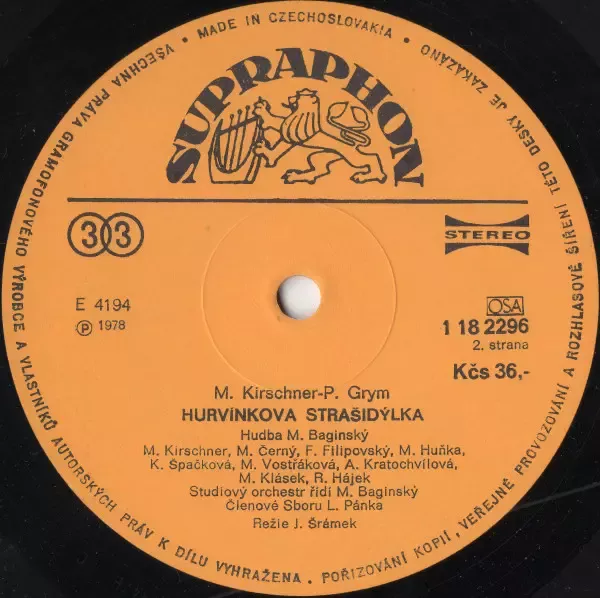 VŠECHNA PRÁVA GRAMOFONOVÉHO VÝROBCE A VLASTNÍKŮ AUTORSKÝCH PRÁV K DÍLU VYHRAŽENA • POŘIZOVÁNÍ KOPIÍ, VEŘEJNÉ PROVOZOVÁNÍ A ROZHLASOVÉ ŠÍŘENÍ TÉTO DESKY JE ZAKÁZÁNO
• MADE IN CZECHOSLOVAKIA •
SUPRAPHON
33
STEREO
E 4194
℗ 1978
OSA
1 18 2296
2. strana
Kčs 36,-
M. Kirschner-P. Grym
HURVÍNKOVA STRAŠIDÝLKA
Hudba M. Baginský
M. Kirschner, M. Černý, F. Filipovský, M. Huňka,
K. Špačková, M. Vostřáková, A. Kratochvílová,
M. Klásek, R. Hájek
Studiový orchestr řídí M. Baginský
Členové Sboru L. Pánka
Režie J. Šrámek